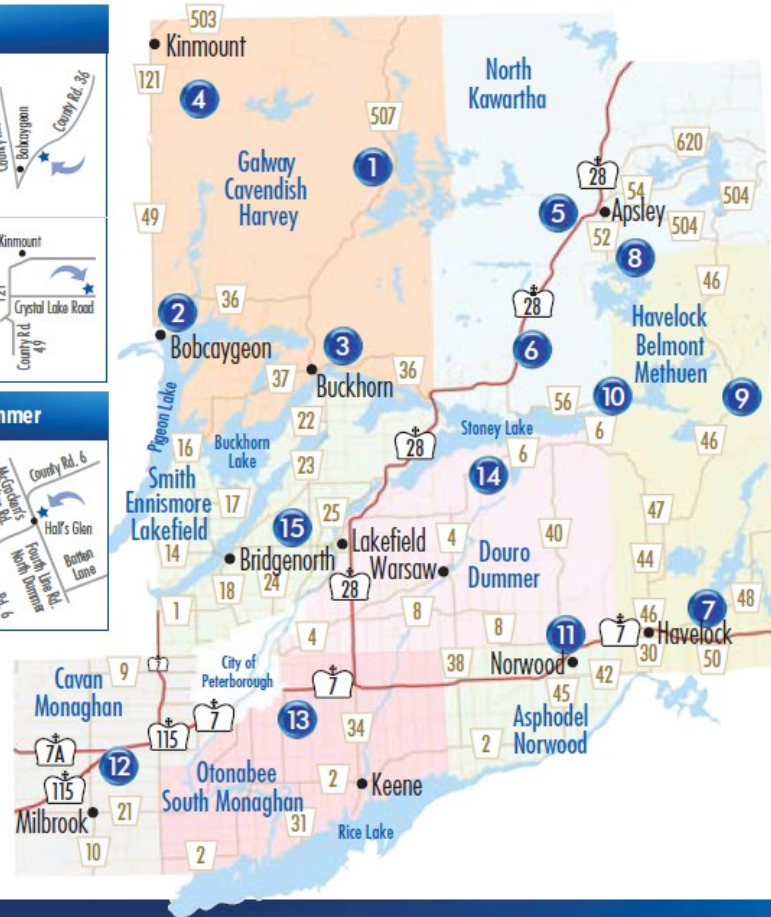 503
Kinmount
121
4
507
1
Galway
Cavendish
Harvey
49
2
36
Bobcaygeon
3
37
Buckhorn
36
North
Kawartha
620
28
54
504
5
Apsley
52
504
8
46
28
Havelock
Belmont
Methuen
6
56
10
9
6
46
Pigeon Lake
16
22
Buckhorn
Lake
23
28
Stoney Lake
6
14
Smith
Ennismore
Lakefield
17
15
25
47
14
Bridgenorth
Lakefield
4
40
Warsaw
Douro
Dummer
44
18
24
28
1
8
8
11
46
7
48
7
Havelock
4
38
Norwood
30
50
42
45
7
City of
Peterborough
9
Cavan
Monaghan
7
13
7
34
Asphodel
Norwood
2
115
7A
12
115
Otonabee
South Monaghan
2
Keene
Milbrook
21
31
Rice Lake
10
2
County Rd. 36
Bobcaygeon
Kinmount
121
Crystal Lake Road
County Rd.
49
mmer
County Rd. 6
McCracken's
Rd.
Hall's Glen
Fourth Line Rd.
North Dummer
Batten
Lane
Rd. 6